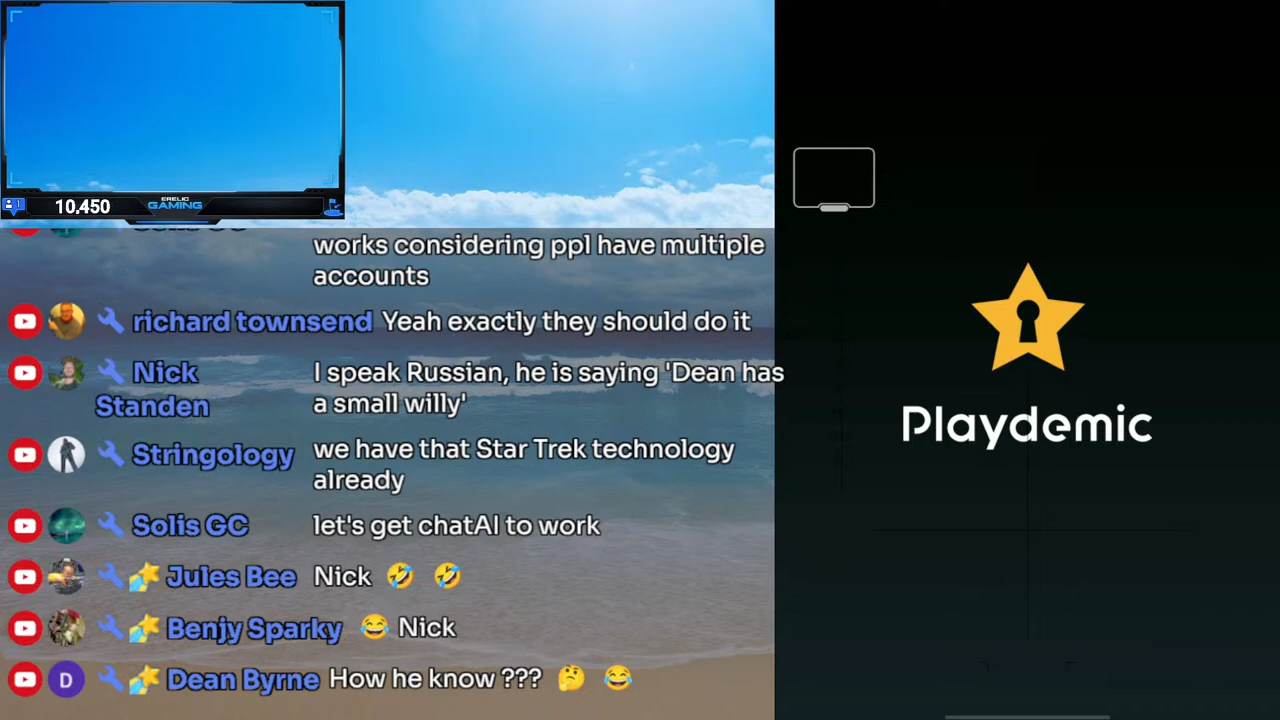 1
10,450
ERELIC
GAMING
works considering ppl have multiple
accounts
richard townsend Yeah exactly they should do it
Nick Standen I speak Russian, he is saying 'Dean has
a small willy'
Stringology we have that Star Trek technology
already
Solis GC let's get chatAI to work
Jules Bee Nick 🤣 🤣
Benjy Sparky 😂 Nick
D Dean Byrne How he know ??? 🤔 😂
Playdemic